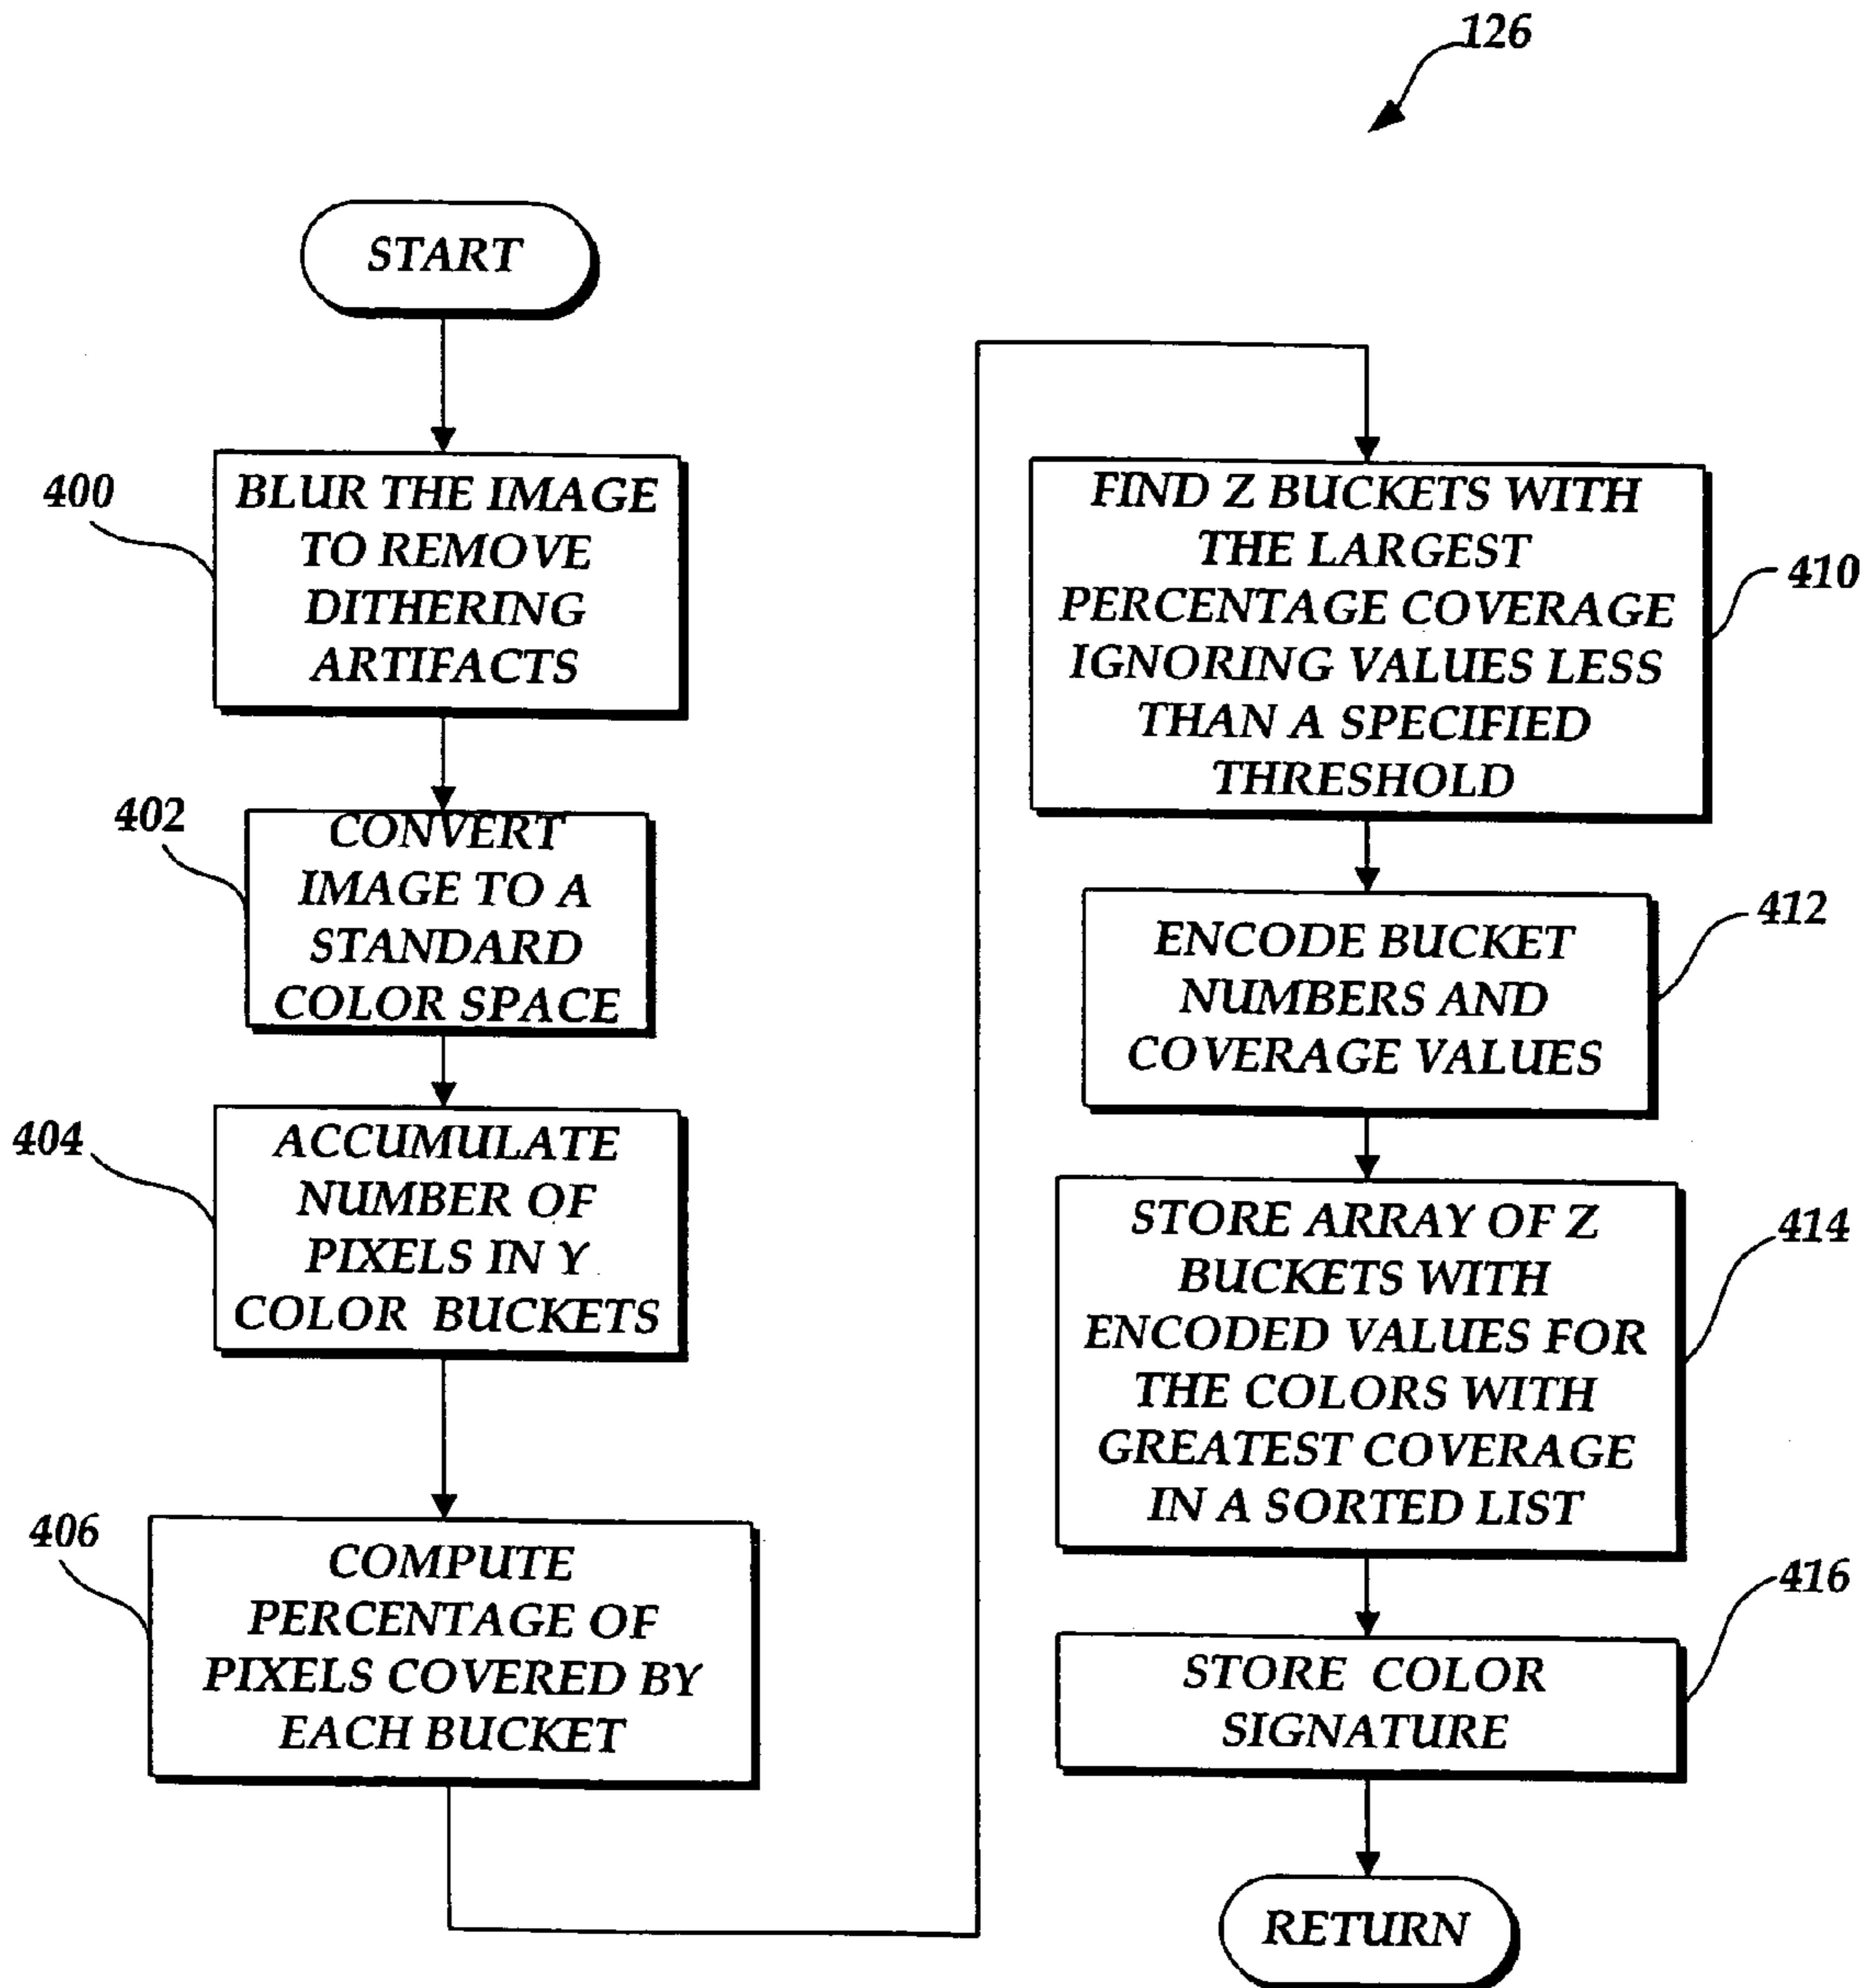 126
START
400
BLUR THE IMAGE
TO REMOVE
DITHERING
ARTIFACTS
402
CONVERT
IMAGE TO A
STANDARD
COLOR SPACE
404
ACCUMULATE
NUMBER OF
PIXELS IN Y
COLOR BUCKETS
406
COMPUTE
PERCENTAGE OF
PIXELS COVERED BY
EACH BUCKET
FIND Z BUCKETS WITH
THE LARGEST
PERCENTAGE COVERAGE
IGNORING VALUES LESS
THAN A SPECIFIED
THRESHOLD
410
ENCODE BUCKET
NUMBERS AND
COVERAGE VALUES
412
STORE ARRAY OF Z
BUCKETS WITH
ENCODED VALUES FOR
THE COLORS WITH
GREATEST COVERAGE
IN A SORTED LIST
414
STORE COLOR
SIGNATURE
416
RETURN